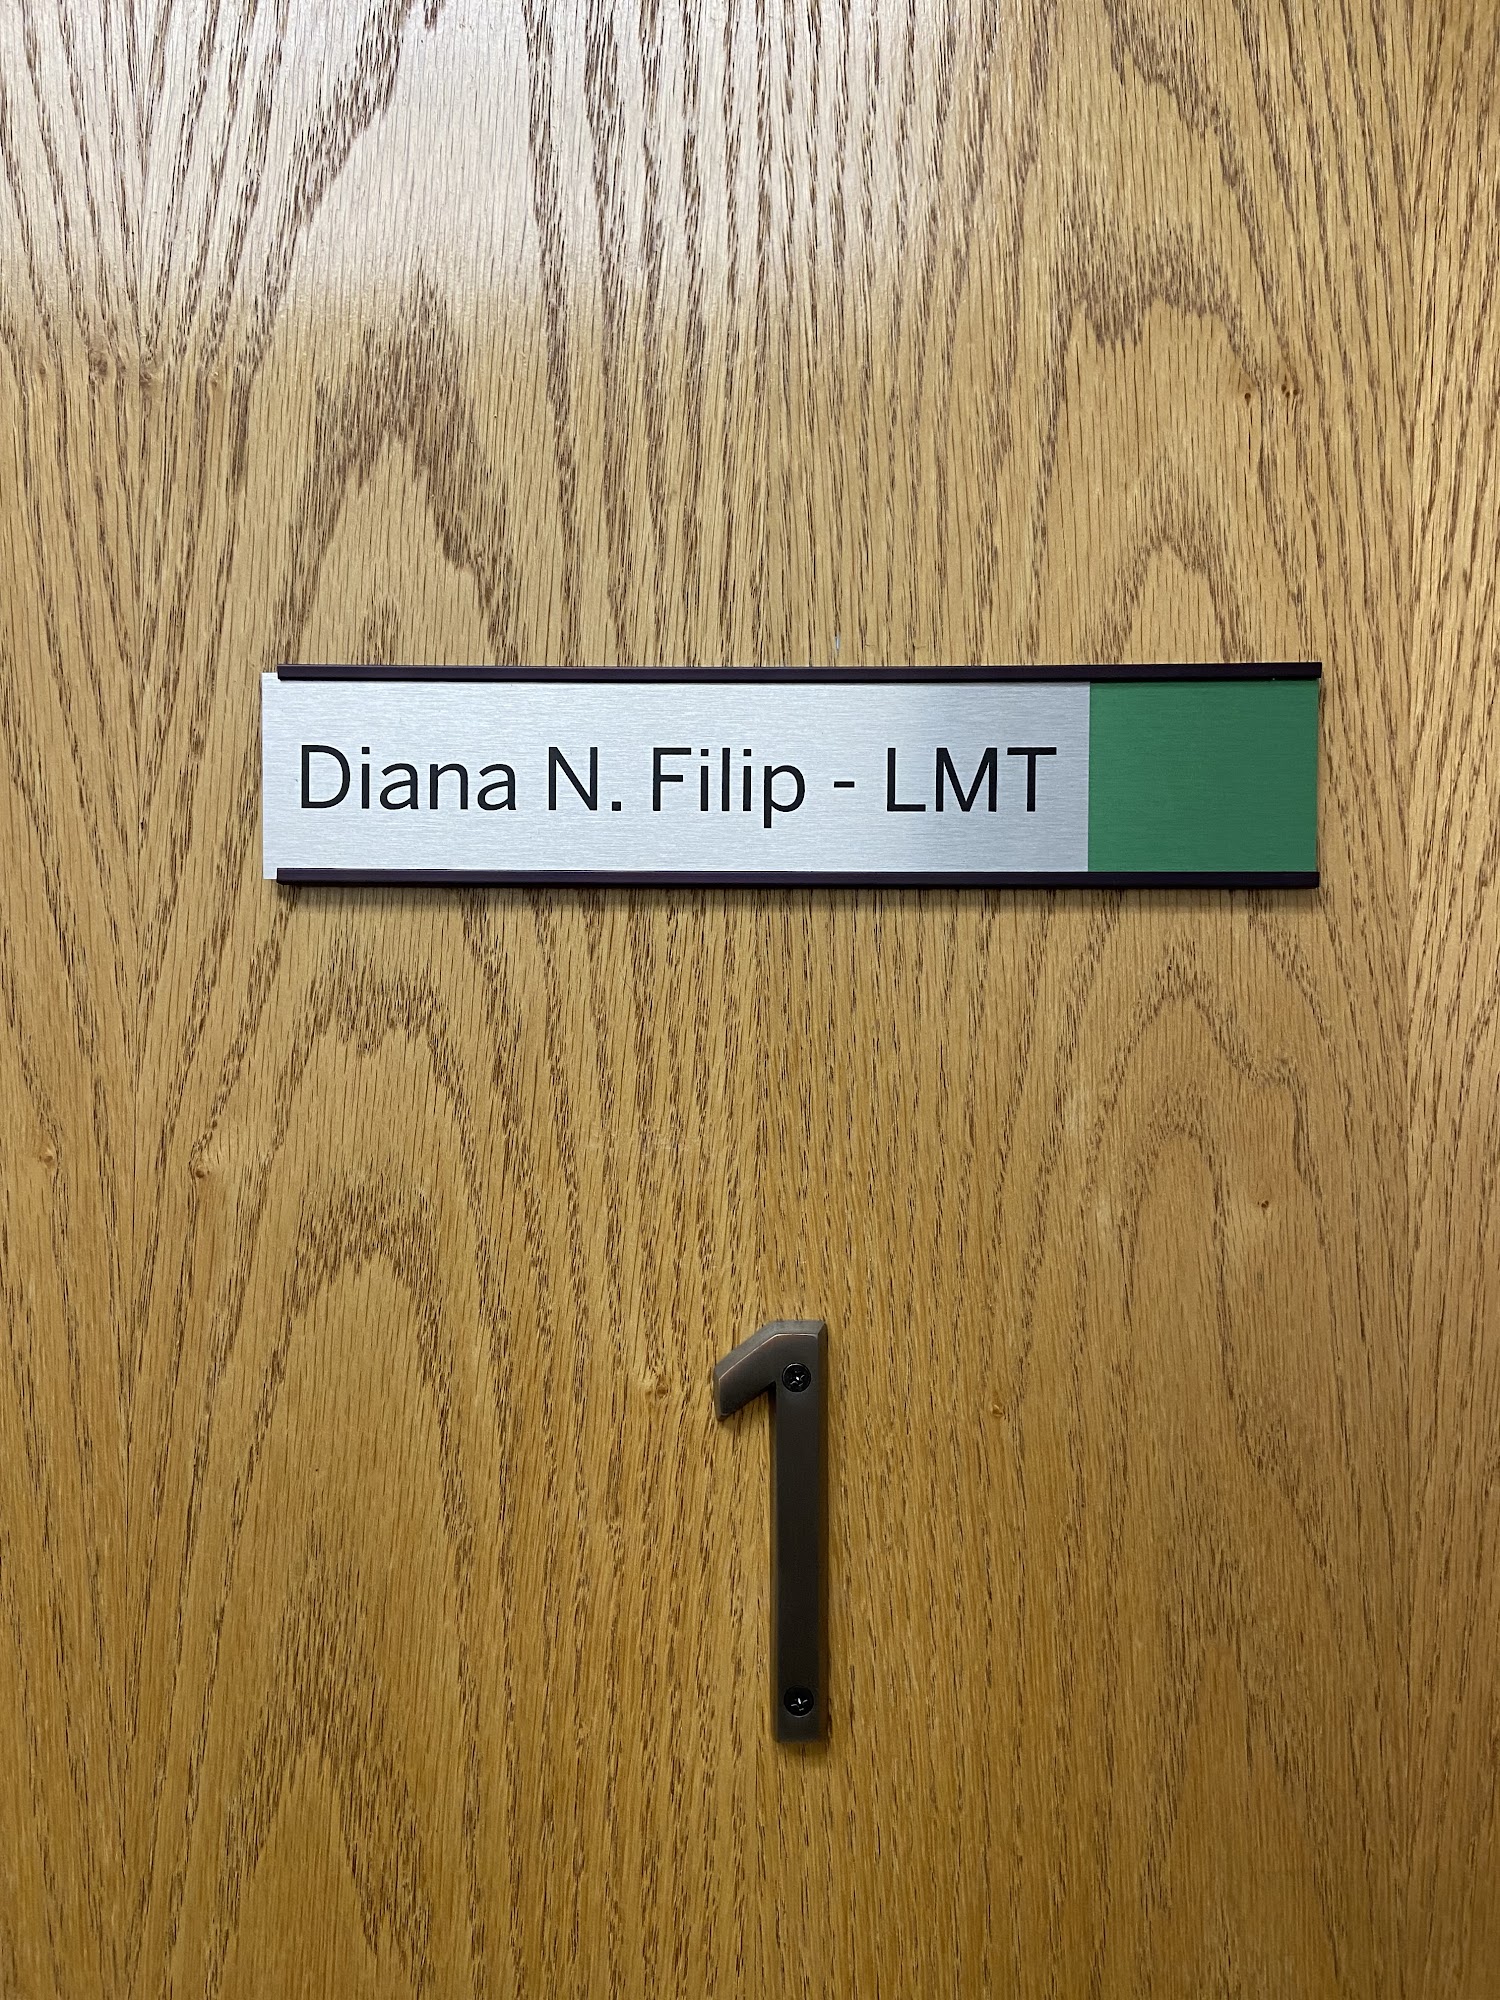 Diana N. Filip - LMT
1